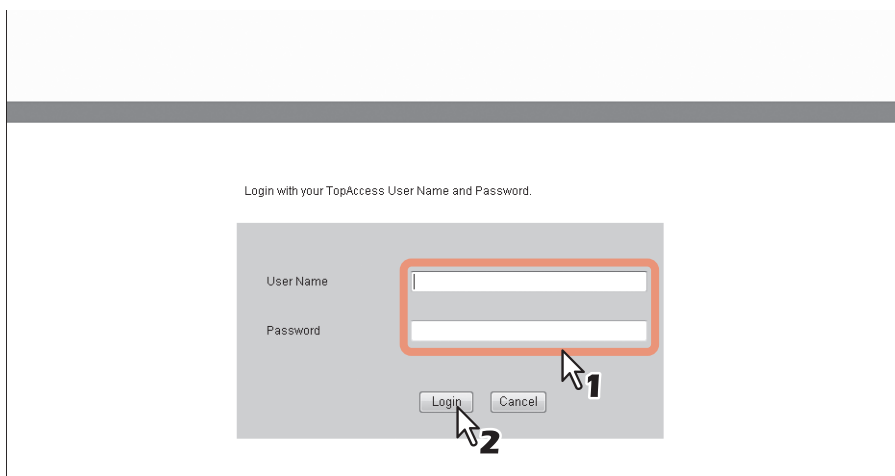 Login with your TopAccess User Name and Password.
User Name
Password
1
Login Cancel
2